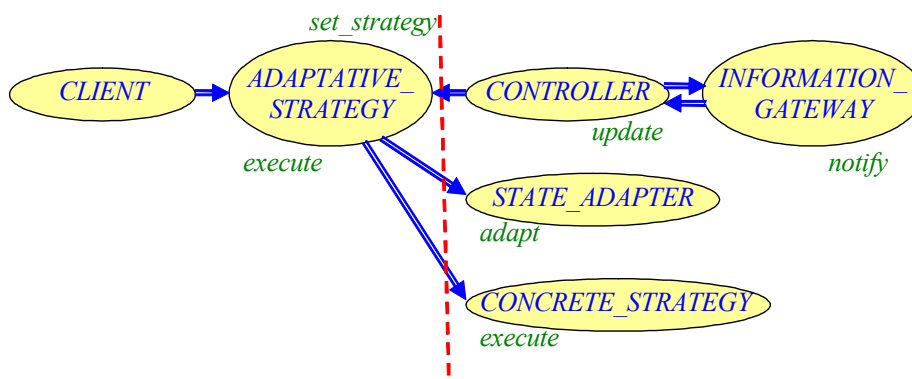 set_strategy
CLIENT
ADAPTATIVE_
STRATEGY
CONTROLLER
INFORMATION_
GATEWAY
execute
update
notify
STATE_ADAPTER
adapt
CONCRETE_STRATEGY
execute